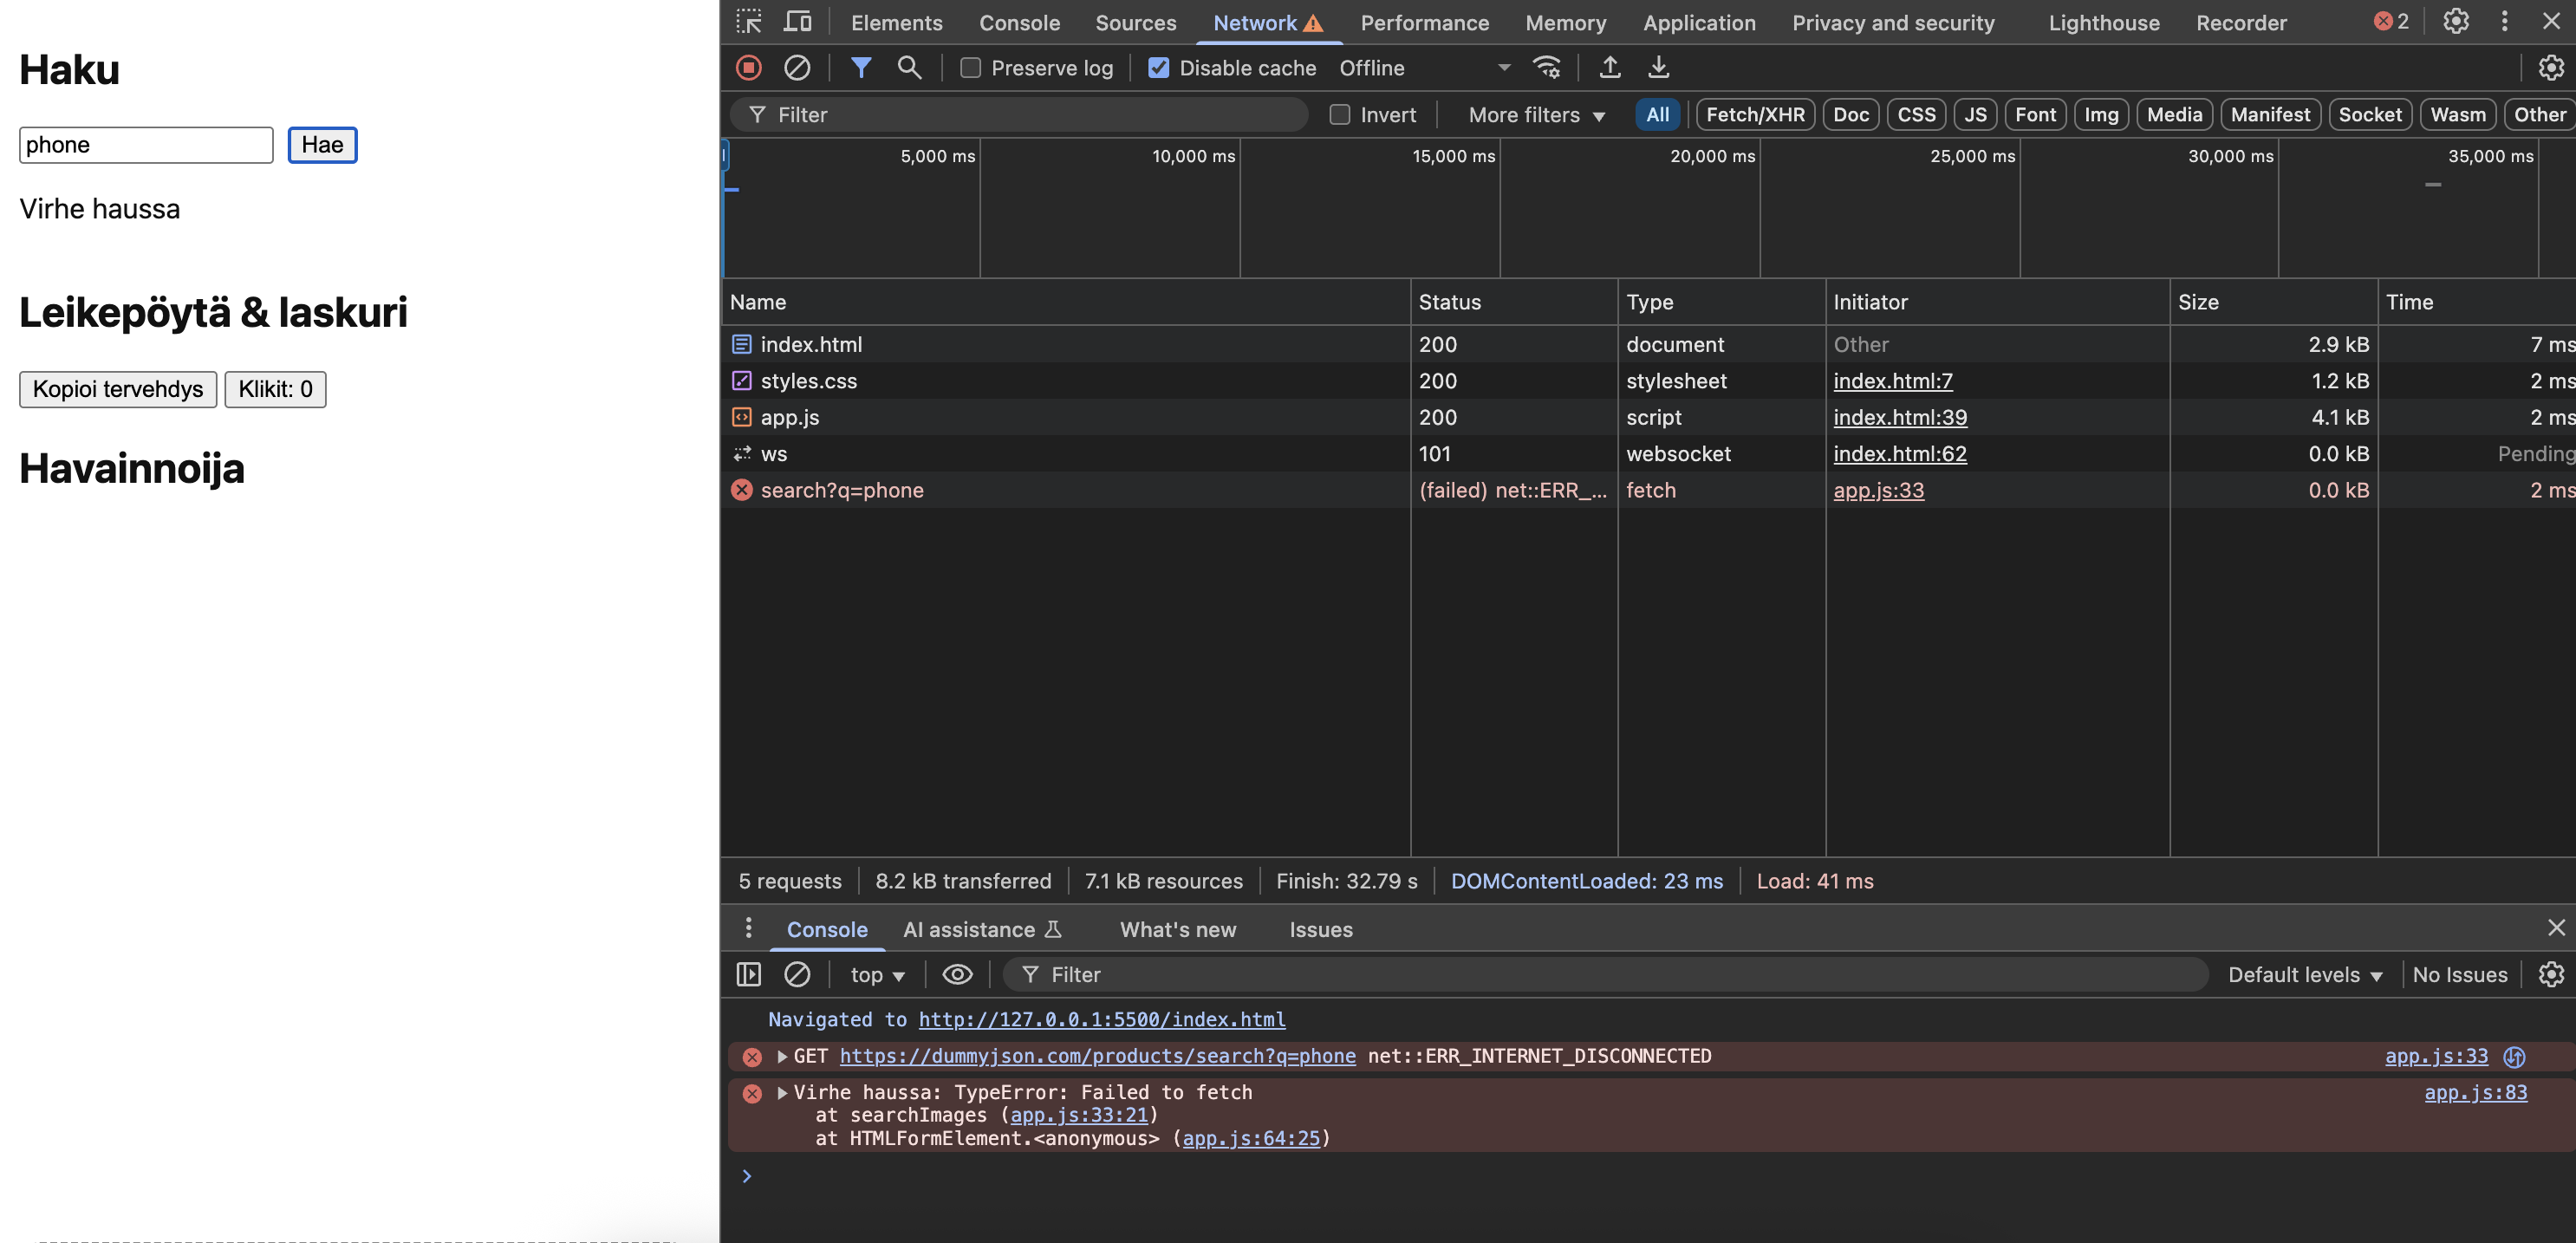 Haku
phone
Hae
Virhe haussa
Leikepöytä & laskuri
Kopioi tervehdys
Klikit: 0
Havainnoija
Elements Console Sources Network Performance Memory Application Privacy and security Lighthouse Recorder 2
Preserve log Disable cache Offline
Filter Invert More filters All Fetch/XHR Doc CSS JS Font Img Media Manifest Socket Wasm Other
5,000 ms 10,000 ms 15,000 ms 20,000 ms 25,000 ms 30,000 ms 35,000 ms
Name Status Type Initiator Size Time
index.html 200 document Other 2.9 kB 7 ms
styles.css 200 stylesheet index.html:7 1.2 kB 2 ms
app.js 200 script index.html:39 4.1 kB 2 ms
ws 101 websocket index.html:62 0.0 kB Pending
search?q=phone (failed) net::ERR_... fetch app.js:33 0.0 kB 2 ms
5 requests 8.2 kB transferred 7.1 kB resources Finish: 32.79 s DOMContentLoaded: 23 ms Load: 41 ms
Console AI assistance What's new Issues
top Filter Default levels No Issues
Navigated to http://127.0.0.1:5500/index.html
GET https://dummyjson.com/products/search?q=phone net::ERR_INTERNET_DISCONNECTED app.js:33
Virhe haussa: TypeError: Failed to fetch app.js:83
at searchImages (app.js:33:21)
at HTMLFormElement.<anonymous> (app.js:64:25)